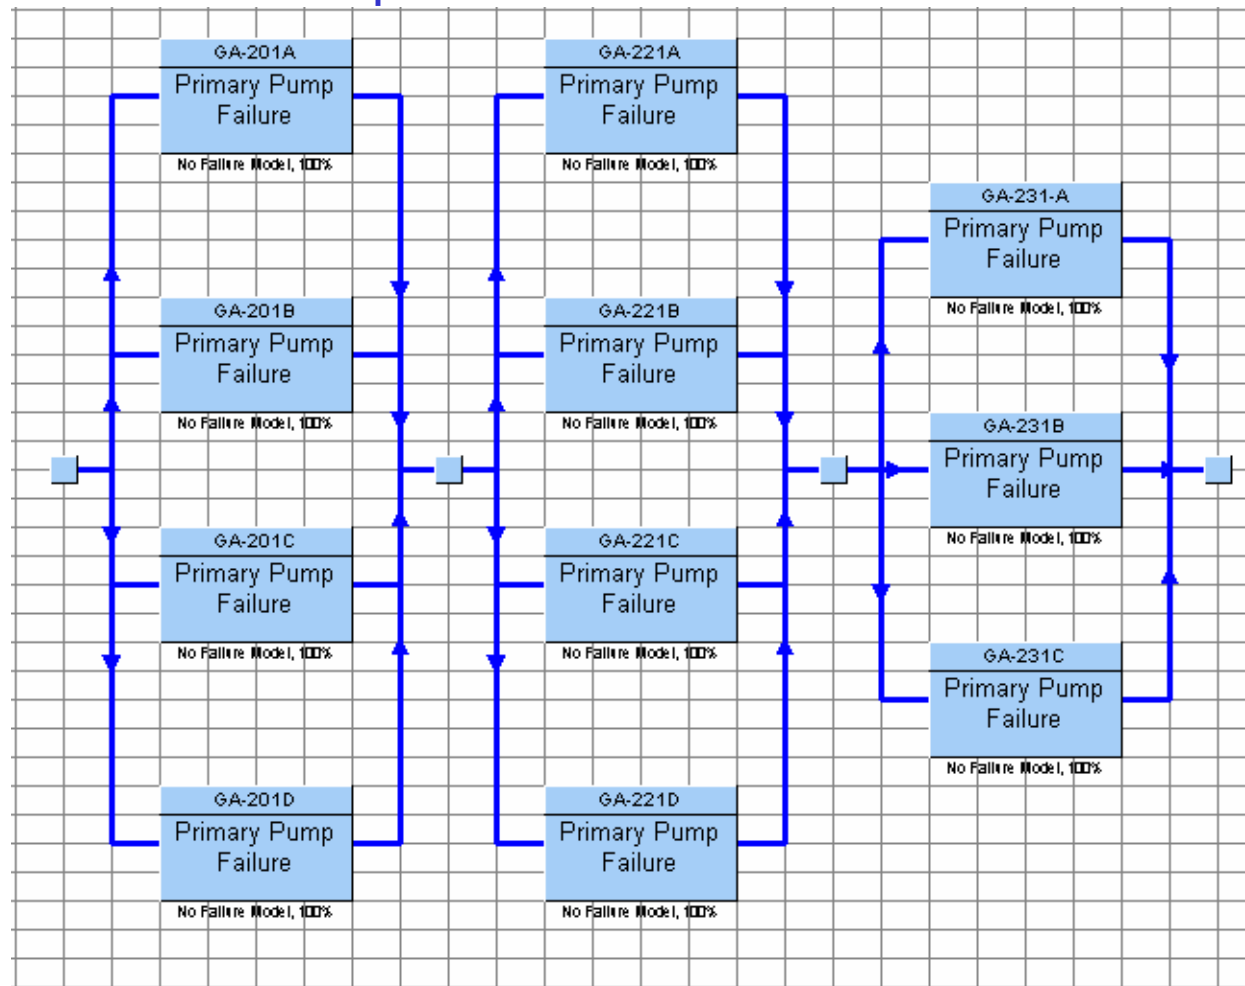 GA-201A
Primary Pump
Failure
No Failure Model, 100%
GA-201B
Primary Pump
Failure
No Failure Model, 100%
GA-201C
Primary Pump
Failure
No Failure Model, 100%
GA-201D
Primary Pump
Failure
No Failure Model, 100%
GA-221A
Primary Pump
Failure
No Failure Model, 100%
GA-221B
Primary Pump
Failure
No Failure Model, 100%
GA-221C
Primary Pump
Failure
No Failure Model, 100%
GA-221D
Primary Pump
Failure
No Failure Model, 100%
GA-231-A
Primary Pump
Failure
No Failure Model, 100%
GA-231B
Primary Pump
Failure
No Failure Model, 100%
GA-231C
Primary Pump
Failure
No Failure Model, 100%